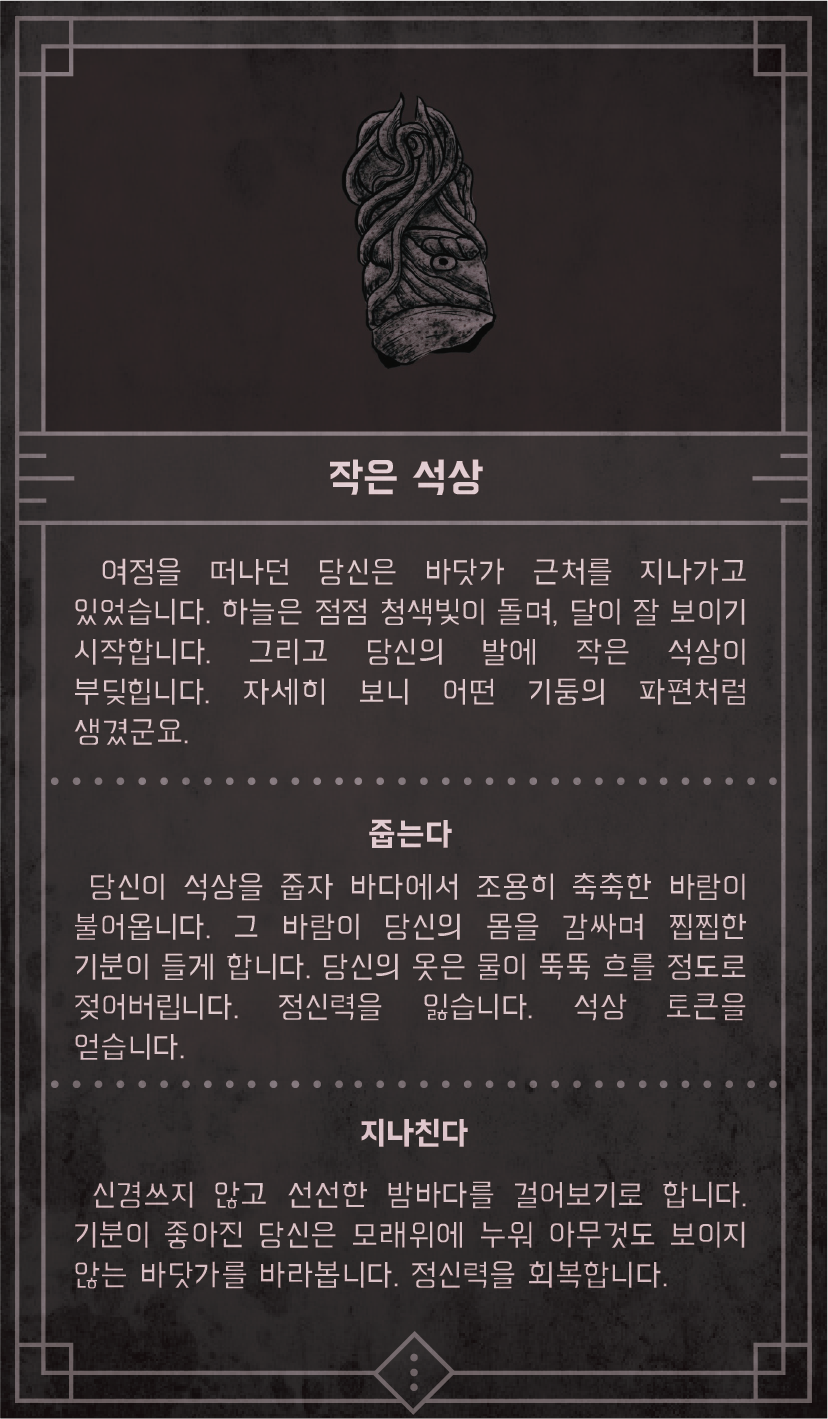 작은 석상
여정을 떠나던 당신은 바닷가 근처를 지나가고
있었습니다. 하늘은 점점 청색빛이 돌며, 달이 잘 보이기
시작합니다. 그리고 당신의 발에 작은 석상이
부딪힙니다. 자세히 보니 어떤 기둥의 파편처럼
생겼군요.
줍는다
당신이 석상을 줍자 바다에서 조용히 축축한 바람이
불어옵니다. 그 바람이 당신의 몸을 감싸며 찝찝한
기분이 들게 합니다. 당신의 옷은 물이 뚝뚝 흐를 정도로
젖어버립니다. 정신력을 잃습니다. 석상 토큰을
얻습니다.
지나친다
신경쓰지 않고 선선한 밤바다를 걸어보기로 합니다.
기분이 좋아진 당신은 모래위에 누워 아무것도 보이지
않는 바닷가를 바라봅니다. 정신력을 회복합니다.